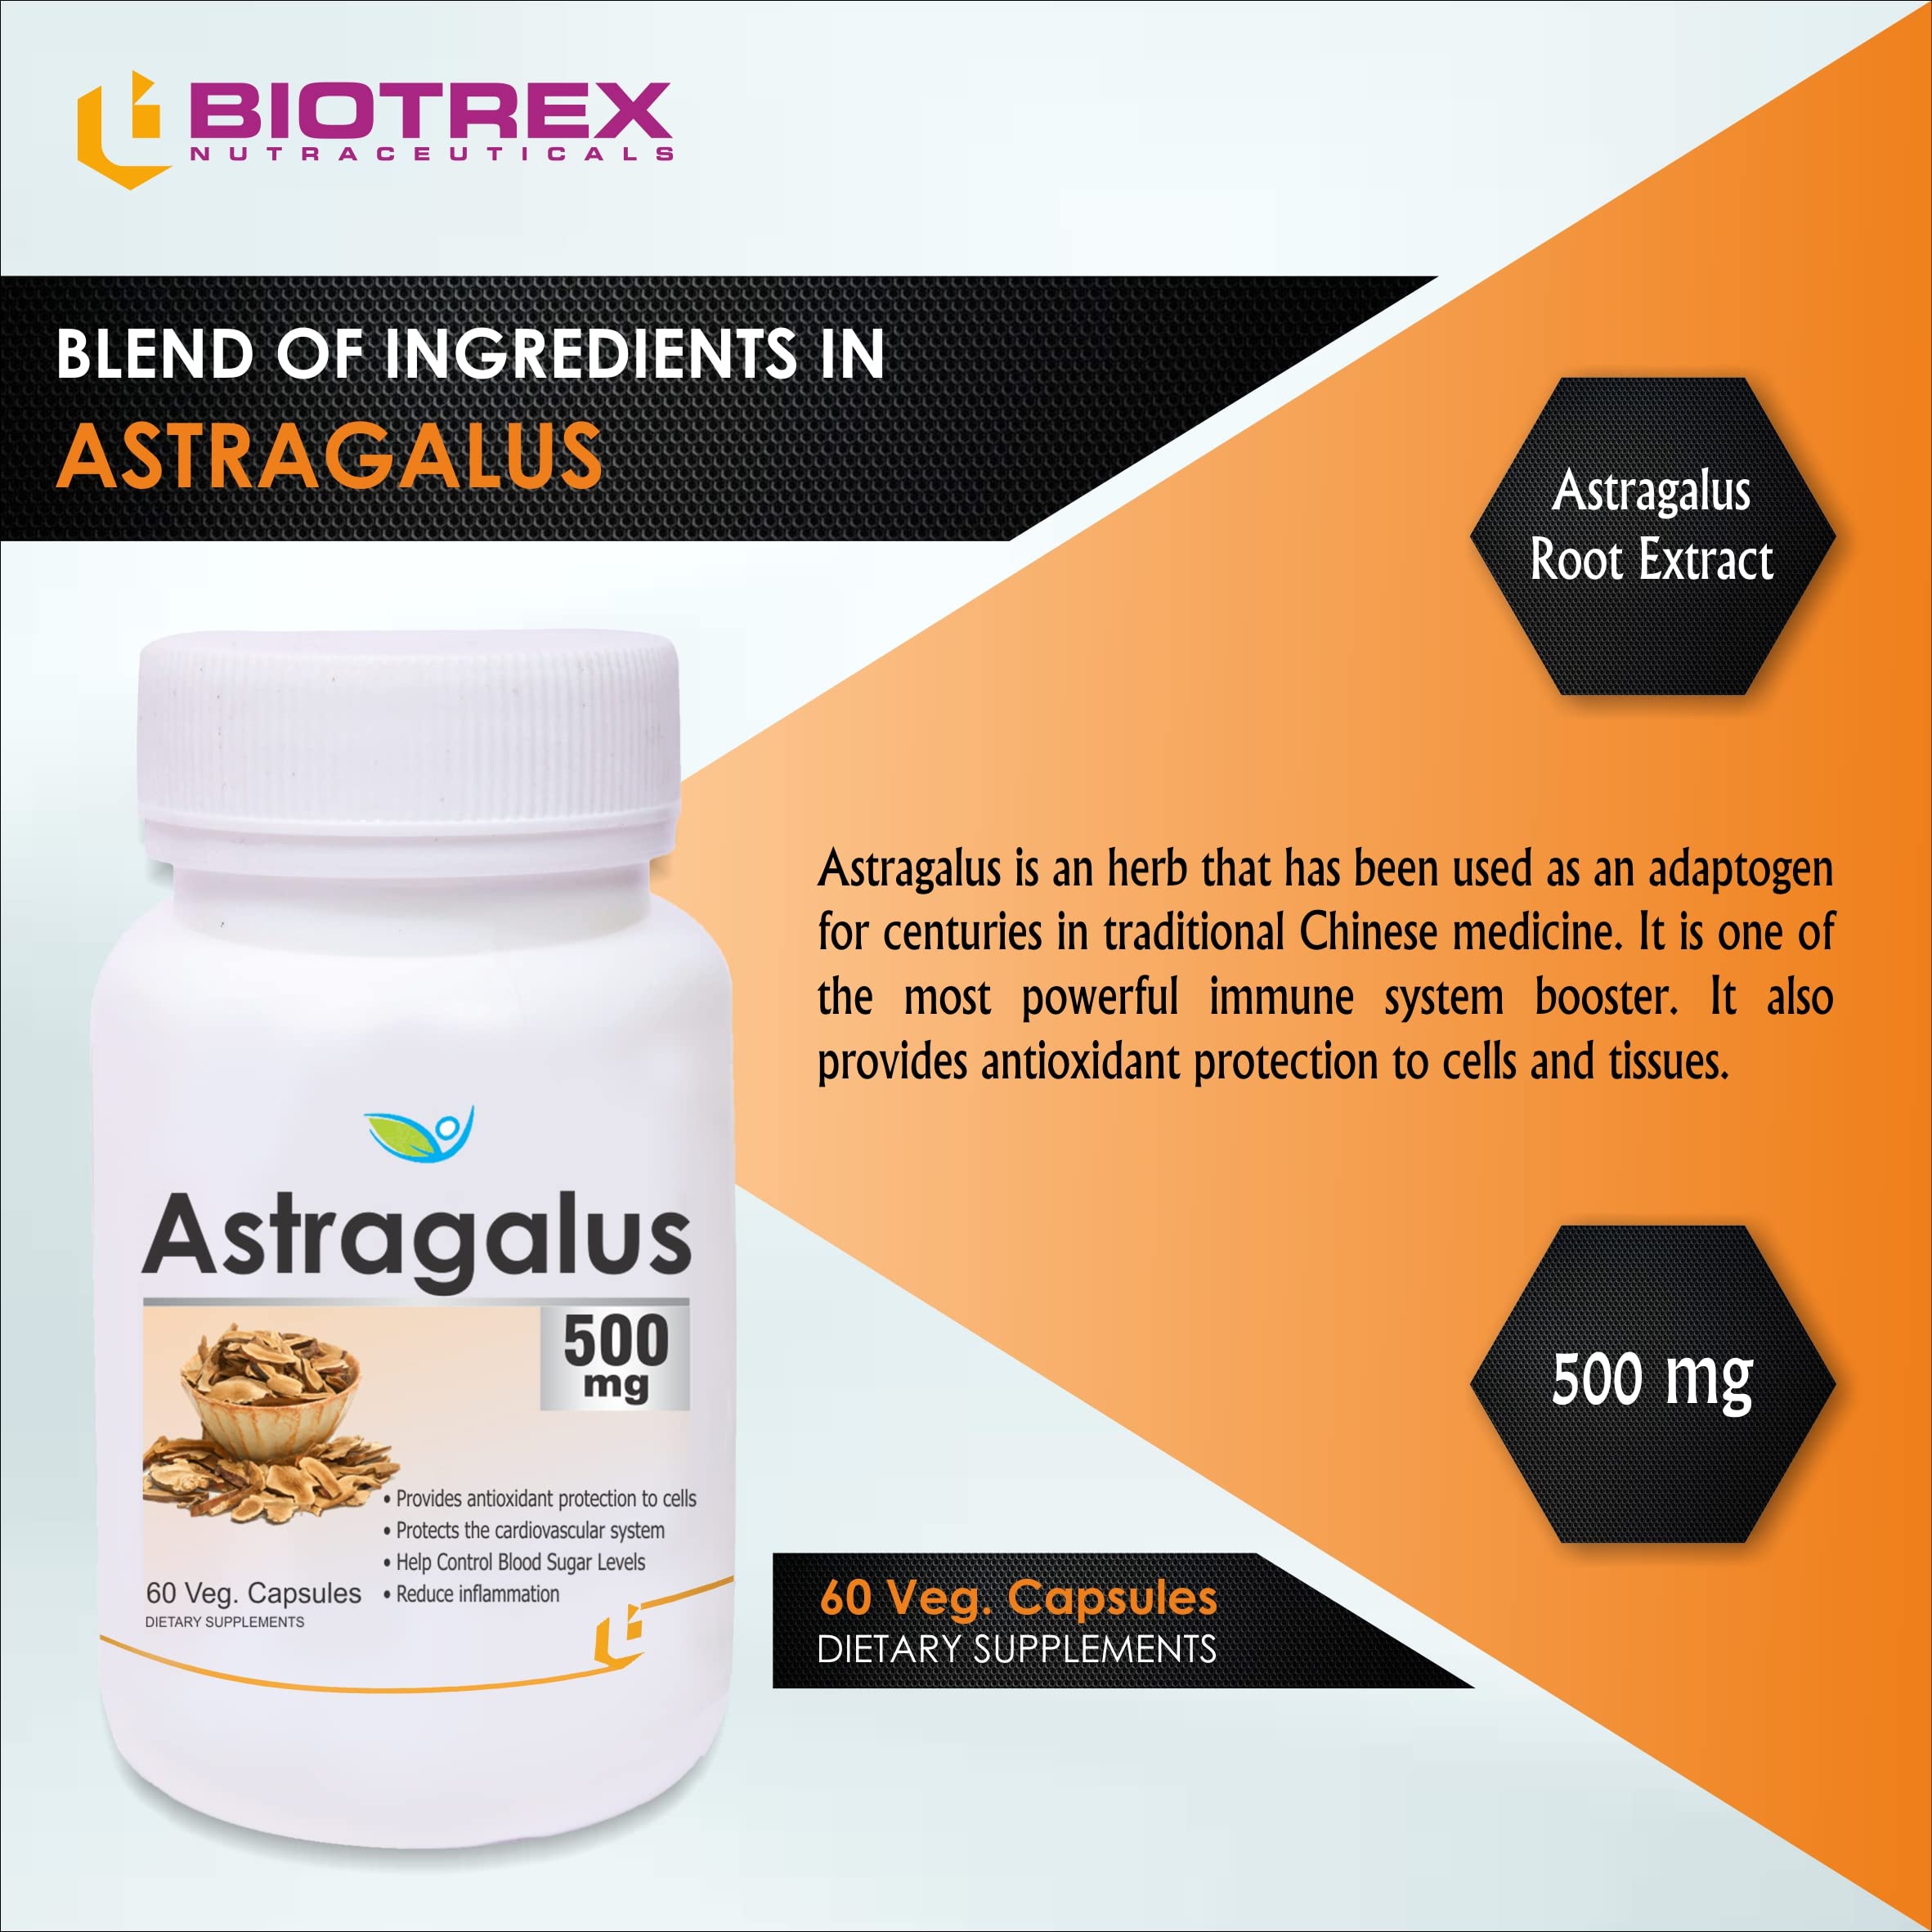 BIOTREX
NUTRACEUTICALS
BLEND OF INGREDIENTS IN
ASTRAGALUS
Astragalus
Root Extract
Astragalus is an herb that has been used as an adaptogen
for centuries in traditional Chinese medicine. It is one of
the most powerful immune system booster. It also
provides antioxidant protection to cells and tissues.
500 mg
Astragalus
500
mg
• Provides antioxidant protection to cells
• Protects the cardiovascular system
• Help Control Blood Sugar Levels
• Reduce inflammation
60 Veg. Capsules
DIETARY SUPPLEMENTS
60 Veg. Capsules
DIETARY SUPPLEMENTS